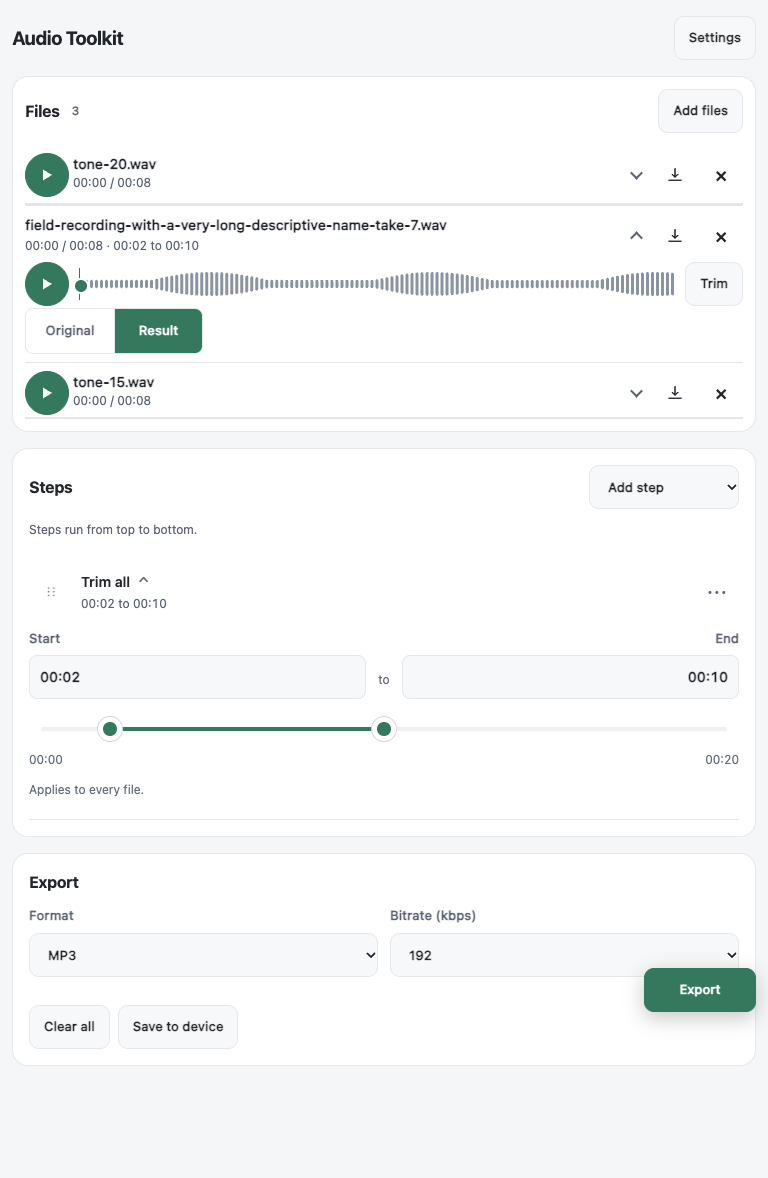 Audio Toolkit
Settings
Files 3
Add files
tone-20.wav
00:00 / 00:08
field-recording-with-a-very-long-descriptive-name-take-7.wav
00:00 / 00:08 · 00:02 to 00:10
Trim
Original
Result
tone-15.wav
00:00 / 00:08
Steps
Add step
Steps run from top to bottom.
Trim all
00:02 to 00:10
Start
End
00:02
to
00:10
00:00
00:20
Applies to every file.
Export
Format
Bitrate (kbps)
MP3
192
Export
Clear all
Save to device